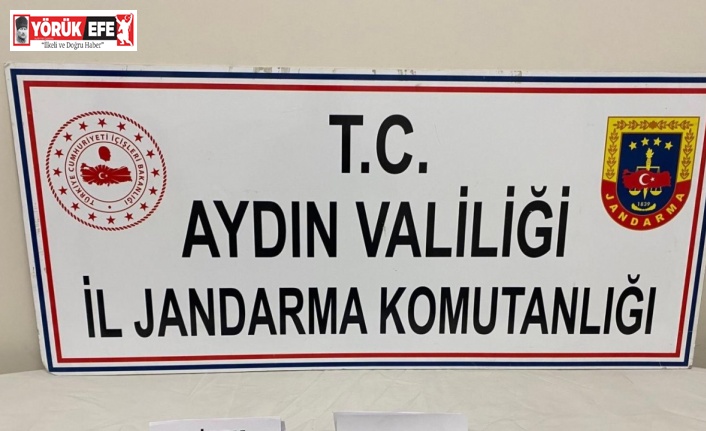 YÖRÜK EFE
"İlkeli ve Doğru Haber"
T.C.
AYDIN VALİLİĞİ
İL JANDARMA KOMUTANLIĞI
TÜRKİYE CUMHURİYETİ İÇİŞLERİ BAKANLIĞI
1839
JANDARMA